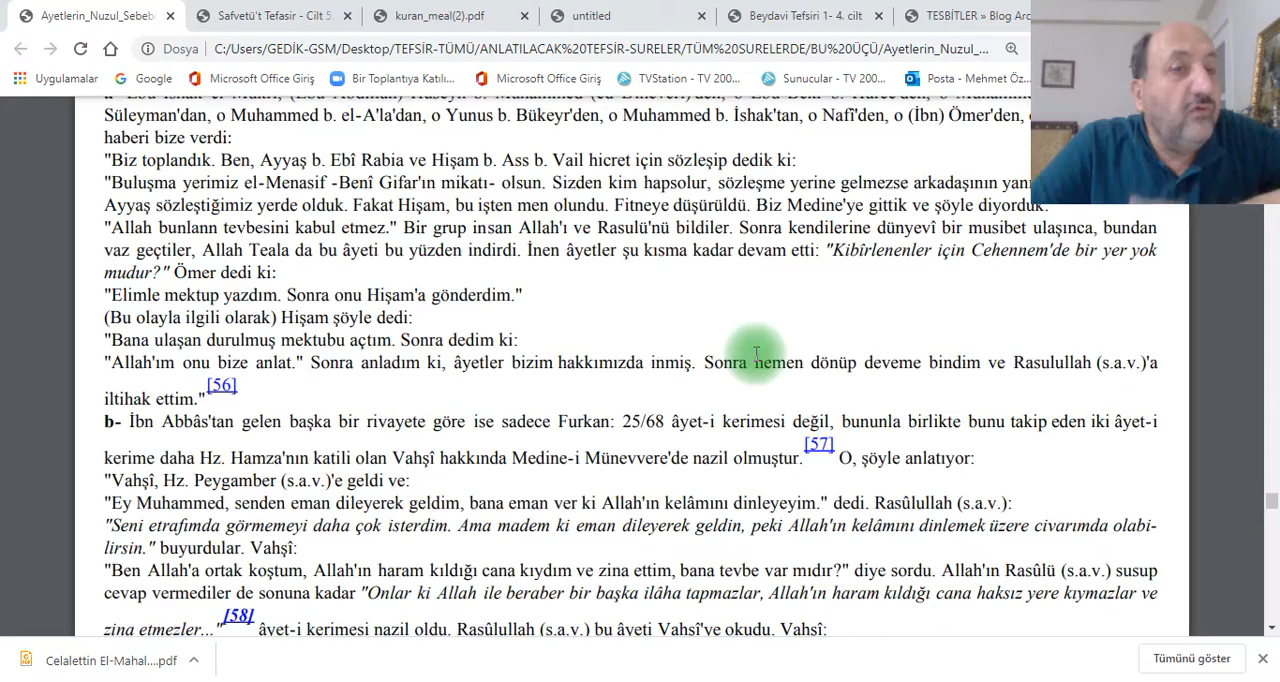 Ayetlerin_Nuzul_Sebeb
Safvetü't Tefasir - Cilt 5
kuran_meal(2).pdf
untitled
Beydavi Tefsiri 1- 4. cilt
TESBİTLER » Blog Arc
Dosya
C:/Users/GEDİK-GSM/Desktop/TEFSİR-TÜMÜ/ANLATILACAK%20TEFSİR-SURELER/TÜM%20SURELERDE/BU%20ÜÇÜ/Ayetlerin_Nuzul_...
Uygulamalar
Google
Microsoft Office Giriş
Bir Toplantıya Katılı...
Microsoft Office Giriş
TVStation - TV 200...
Sunucular - TV 200...
Posta - Mehmet Öz...
Süleyman'dan, o Muhammed b. el-A'la'dan, o Yunus b. Bükeyr'den, o Muhammed b. İshak'tan, o Nafi'den, o (İbn) Ömer'den,
haberi bize verdi:
"Biz toplandık. Ben, Ayyaş b. Ebî Rabia ve Hişam b. Ass b. Vail hicret için sözleşip dedik ki:
"Buluşma yerimiz el-Menasif -Benî Gifar'ın mikatı- olsun. Sizden kim hapsolur, sözleşme yerine gelmezse arkadaşının
Ayyaş sözleştiğimiz yerde olduk. Fakat Hişam, bu işten men olundu. Fitneye düşürüldü. Biz Medine'ye gittik ve şöyle diyorduk:
"Allah bunlann tevbesini kabul etmez." Bir grup insan Allah'ı ve Rasulü'nü bildiler. Sonra kendilerine dünyevî bir musibet ulaşınca, bundan
vaz geçtiler, Allah Teala da bu âyeti bu yüzden indirdi. İnen âyetler şu kısma kadar devam etti: "Kibîrlenenler için Cehennem'de bir yer yok
mudur?" Ömer dedi ki:
"Elimle mektup yazdım. Sonra onu Hişam'a gönderdim."
(Bu olayla ilgili olarak) Hişam şöyle dedi:
"Bana ulaşan durulmuş mektubu açtım. Sonra dedim ki:
"Allah'ım onu bize anlat." Sonra anladım ki, âyetler bizim hakkımızda inmiş. Sonra hemen dönüp deveme bindim ve Rasulullah (s.a.v.)'a
iltihak ettim."[56]
b- İbn Abbâs'tan gelen başka bir rivayete göre ise sadece Furkan: 25/68 âyet-i kerimesi değil, bununla birlikte bunu takip eden iki âyet-i
kerime daha Hz. Hamza'nın katili olan Vahşî hakkında Medine-i Münevvere'de nazil olmuştur.[57] O, şöyle anlatıyor:
"Vahşî, Hz. Peygamber (s.a.v.)'e geldi ve:
"Ey Muhammed, senden eman dileyerek geldim, bana eman ver ki Allah'ın kelâmını dinleyeyim." dedi. Rasûlullah (s.a.v.):
"Seni etrafımda görmemeyi daha çok isterdim. Ama madem ki eman dileyerek geldin, peki Allah'ın kelâmını dinlemek üzere civarımda olabi-
lirsin." buyurdular. Vahşî:
"Ben Allah'a ortak koştum, Allah'ın haram kıldığı cana kıydım ve zina ettim, bana tevbe var mıdır?" diye sordu. Allah'ın Rasûlü (s.a.v.) susup
cevap vermediler de sonuna kadar "Onlar ki Allah ile beraber bir başka ilâha tapmazlar, Allah'ın haram kıldığı cana haksız yere kıymazlar ve
zina etmezler..."[58] âyet-i kerimesi nazil oldu. Rasûlullah (s.a.v.) bu âyeti Vahşî'ye okudu. Vahşî:
Celalettin El-Mahal....pdf
Tümünü göster